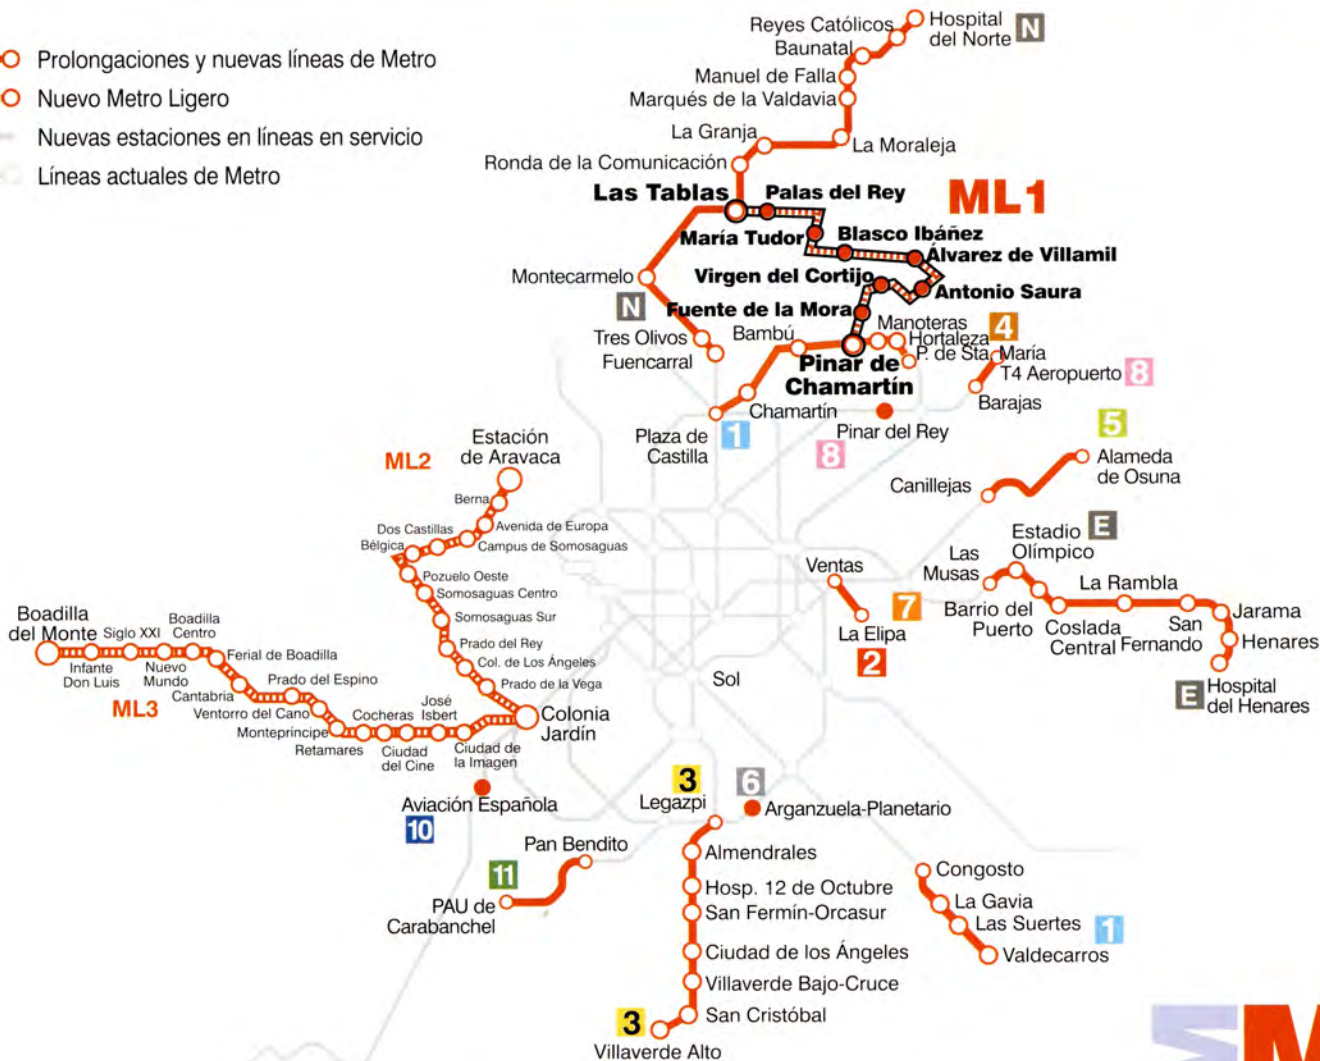 Prolongaciones y nuevas líneas de Metro
Nuevo Metro Ligero
Nuevas estaciones en líneas en servicio
Líneas actuales de Metro
Reyes Católicos
Hospital
del Norte
N
Baunatal
Manuel de Falla
Marqués de la Valdavia
La Granja
La Moraleja
Ronda de la Comunicación
Las Tablas
Palas del Rey
ML1
María Tudor
Blasco Ibáñez
Álvarez de Villamil
Montecarmelo
Virgen del Cortijo
Antonio Saura
N
Fuente de la Mora
Tres Olivos
Fuencarral
Bambú
Manoteras
Hortaleza
4
P. de Sta. María
Pinar de
Chamartín
T4 Aeropuerto
8
Barajas
Chamartín
Plaza de
Castilla
1
Pinar del Rey
8
5
Alameda
de Osuna
Canillejas
ML2
Estación
de Aravaca
Berna
Avenida de Europa
Dos Castillas
Campus de Somosaguas
Bélgica
Pozuelo Oeste
Somosaguas Centro
Somosaguas Sur
Prado del Rey
Col. de Los Ángeles
Prado de la Vega
Colonia
Jardín
Estadio
Olímpico
E
Las
Musas
Barrio del
Puerto
Coslada
Central
La Rambla
San
Fernando
Jarama
Henares
E
Hospital
del Henares
Ventas
7
La Elipa
2
Sol
Boadilla
del Monte
Infante
Don Luis
Siglo XXI
Nuevo
Mundo
Boadilla
Centro
Ferial de Boadilla
Cantabria
ML3
Prado del Espino
Ventorro del Cano
Monteprincipe
Retamares
Cocheras
Ciudad
del Cine
José
Isbert
Ciudad de
la Imagen
Aviación Española
10
3
Legazpi
6
Arganzuela-Planetario
Pan Bendito
11
PAU de
Carabanchel
Almendrales
Hosp. 12 de Octubre
San Fermín-Orcasur
Ciudad de los Ángeles
Villaverde Bajo-Cruce
San Cristóbal
3
Villaverde Alto
Congosto
La Gavia
Las Suertes
1
Valdecarros